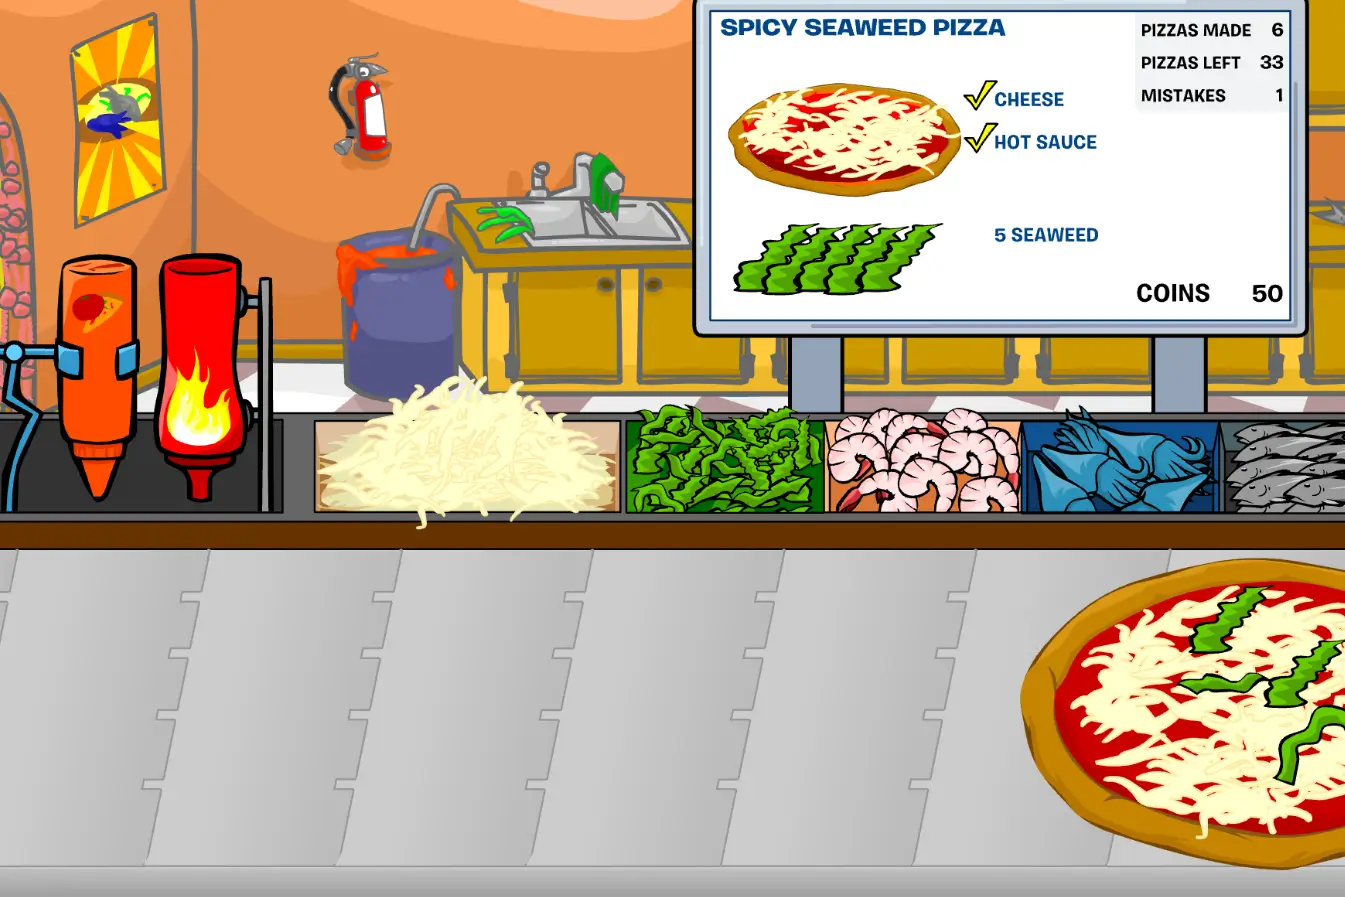 SPICY SEAWEED PIZZA
PIZZAS MADE 6
PIZZAS LEFT 33
MISTAKES 1
CHEESE
HOT SAUCE
5 SEAWEED
COINS 50